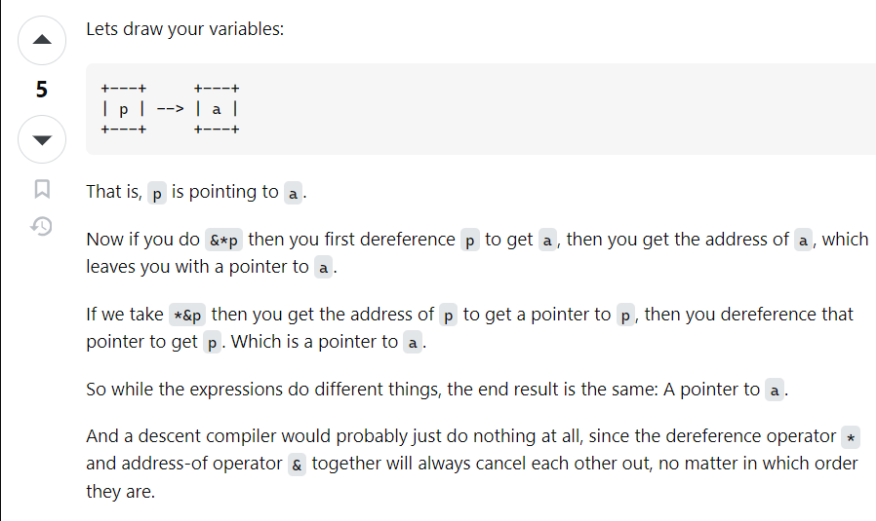 Lets draw your variables:
5
+---+      +---+
| p | --> | a |
+---+      +---+
That is, p is pointing to a.
Now if you do &*p then you first dereference p to get a, then you get the address of a, which
leaves you with a pointer to a.
If we take *&p then you get the address of p to get a pointer to p, then you dereference that
pointer to get p. Which is a pointer to a.
So while the expressions do different things, the end result is the same: A pointer to a.
And a descent compiler would probably just do nothing at all, since the dereference operator *
and address-of operator & together will always cancel each other out, no matter in which order
they are.